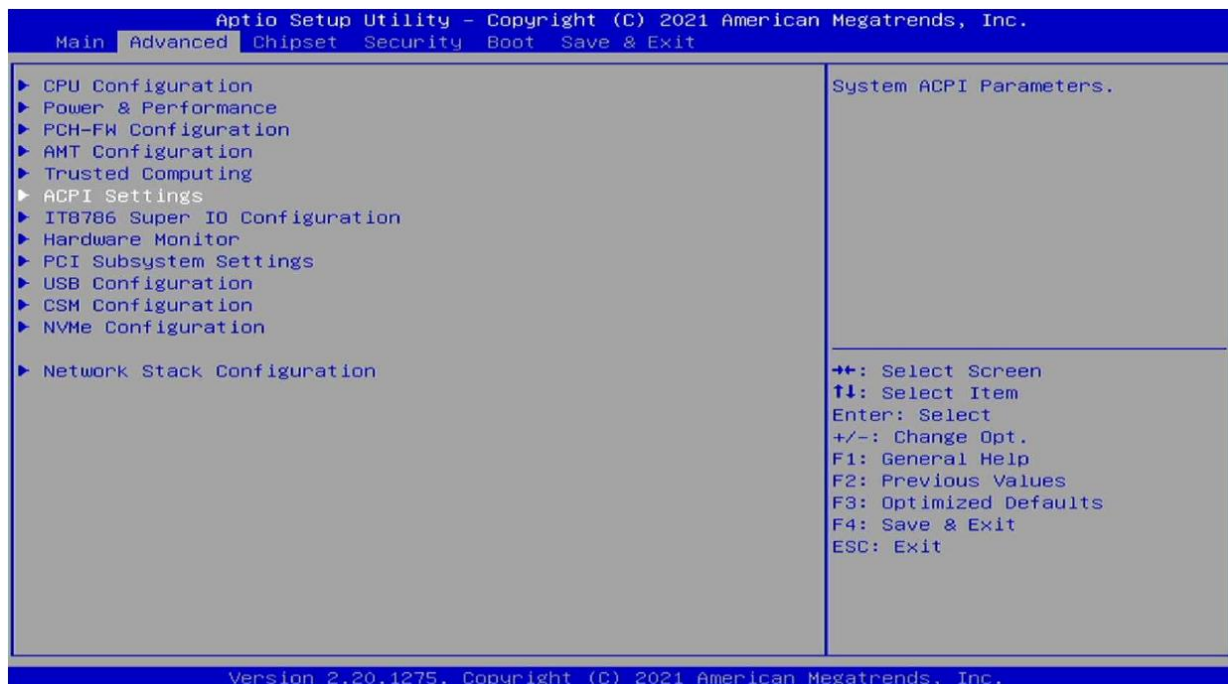 Aptio Setup Utility – Copyright (C) 2021 American Megatrends, Inc.
Main Advanced Chipset Security Boot Save & Exit
CPU Configuration
Power & Performance
PCH-FW Configuration
AMT Configuration
Trusted Computing
ACPI Settings
IT8786 Super IO Configuration
Hardware Monitor
PCI Subsystem Settings
USB Configuration
CSM Configuration
NVMe Configuration
Network Stack Configuration
System ACPI Parameters.
→←: Select Screen
↑↓: Select Item
Enter: Select
+/-: Change Opt.
F1: General Help
F2: Previous Values
F3: Optimized Defaults
F4: Save & Exit
ESC: Exit
Version 2.20.1275. Copyright (C) 2021 American Megatrends, Inc.